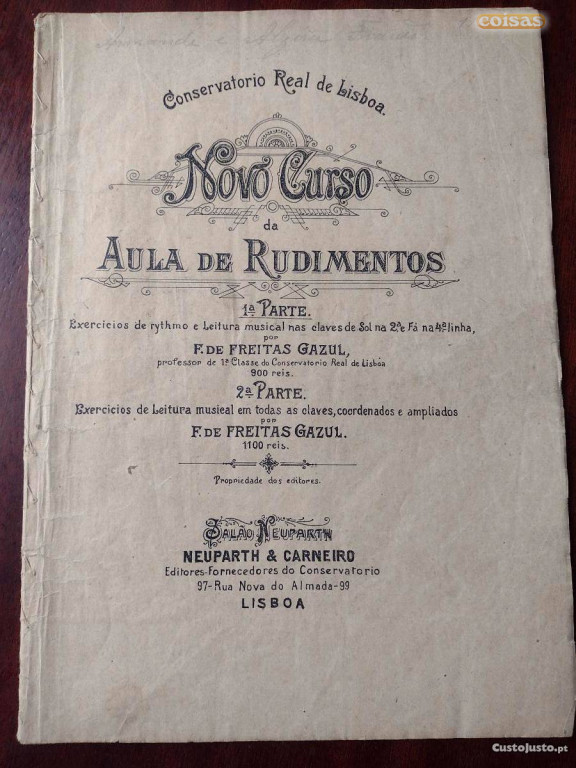 coisas
Conservatorio Real de Lisboa.
Novo Curso
da
AULA DE RUDIMENTOS
1ª PARTE.
Exercicios de rythmo e Leitura musical nas claves de Sol na 2ª e Fá na 4ª linha,
por
F. DE FREITAS GAZUL,
professor de 1ª Classe do Conservatorio Real de Lisboa
900 reis.
2ª PARTE.
Exercicios de Leitura musical em todas as claves, coordenados e ampliados
por
F. DE FREITAS GAZUL.
1100 reis.
Propriedade dos editores.
SALÃO NEUPARTH
NEUPARTH & CARNEIRO
Editores-Fornecedores do Conservatorio
97-Rua Nova do Almada-99
LISBOA
CustoJusto.pt